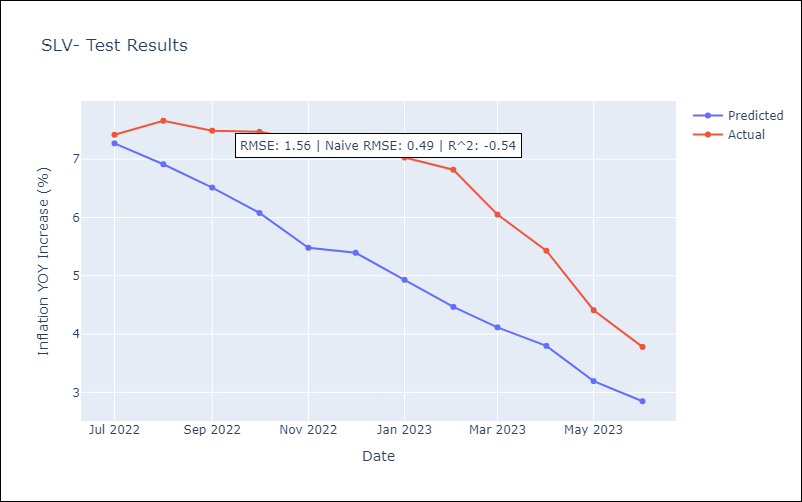 SLV- Test Results
Predicted
Actual
RMSE: 1.56 | Naive RMSE: 0.49 | R^2: -0.54
Inflation YOY Increase (%)
7
6
5
4
3
Jul 2022 Sep 2022 Nov 2022 Jan 2023 Mar 2023 May 2023
Date